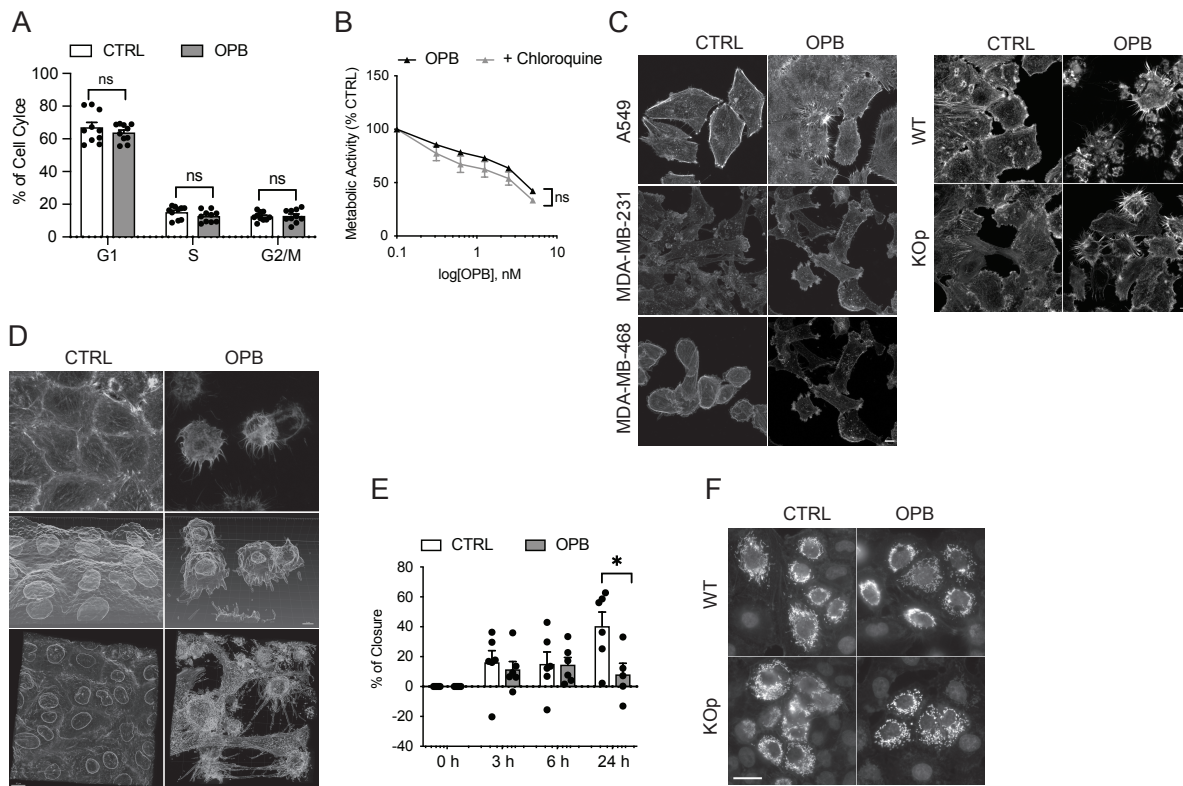 A
CTRL OPB
% of Cell Cylce
100
80
60
40
20
0
ns
ns
ns
G1 S G2/M
B
OPB + Chloroquine
Metabolic Activity (% CTRL)
150
100
50
0
ns
0.1 1 10
log[OPB], nM
C
CTRL OPB
A549
MDA-MB-231
MDA-MB-468
CTRL OPB
WT
KOp
D
CTRL OPB
E
CTRL OPB
% of Closure
80
60
40
20
0
-20
-40
*
0 h 3 h 6 h 24 h
F
CTRL OPB
WT
KOp